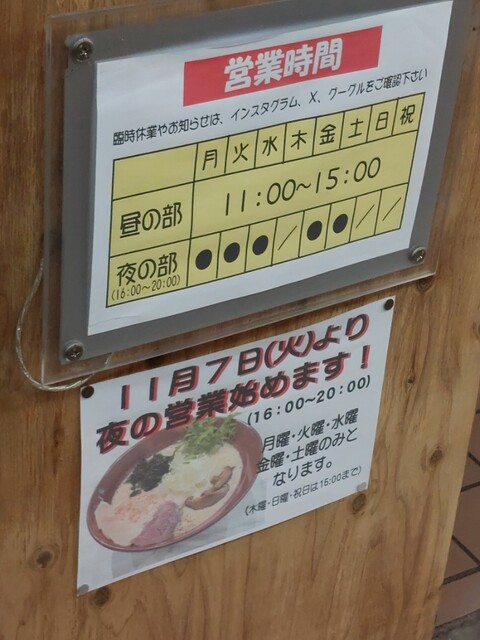 営業時間
臨時休業やお知らせは、インスタグラム、X、グーグルをご確認下さい
月 火 水 木 金 土 日 祝
昼の部 11:00~15:00
夜の部 ● ● ● / ● ● / /
(16:00~20:00)
11月7日(火)より
夜の営業始めます!
(16:00~20:00)
月曜・火曜・水曜
金曜・土曜のみと
なります。
(木曜・日曜・祝日は15:00まで)